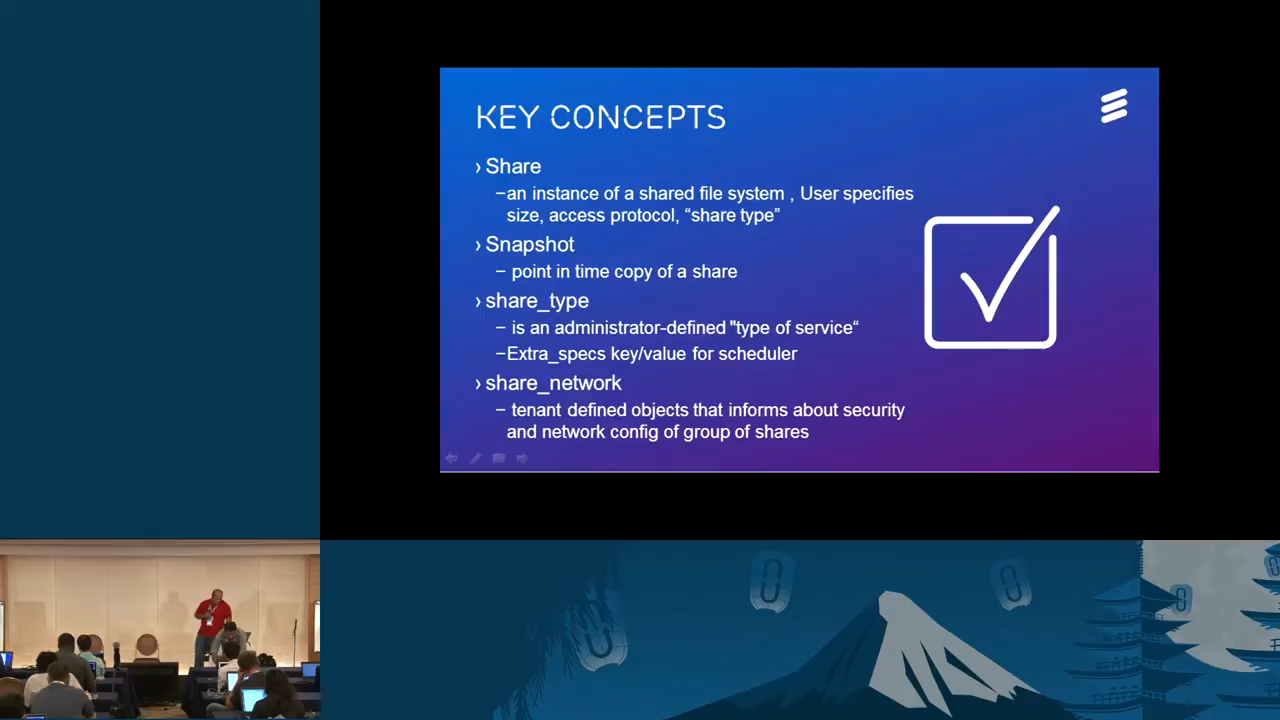 KEY CONCEPTS
› Share
–an instance of a shared file system , User specifies
size, access protocol, “share type”
› Snapshot
– point in time copy of a share
› share_type
– is an administrator-defined "type of service“
–Extra_specs key/value for scheduler
› share_network
– tenant defined objects that informs about security
and network config of group of shares